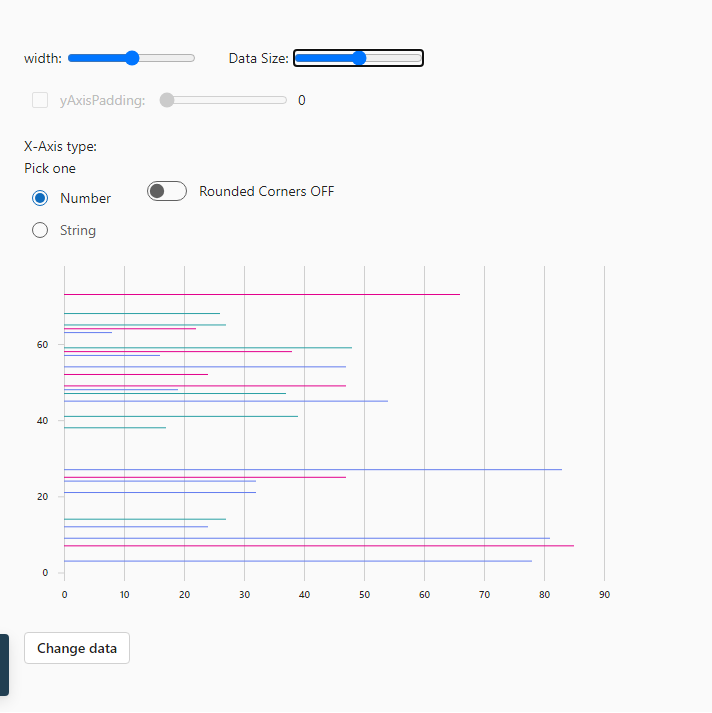 width: Data Size:
yAxisPadding: 0
X-Axis type:
Pick one
Number Rounded Corners OFF
String
60
40
20
0
0 10 20 30 40 50 60 70 80 90
Change data